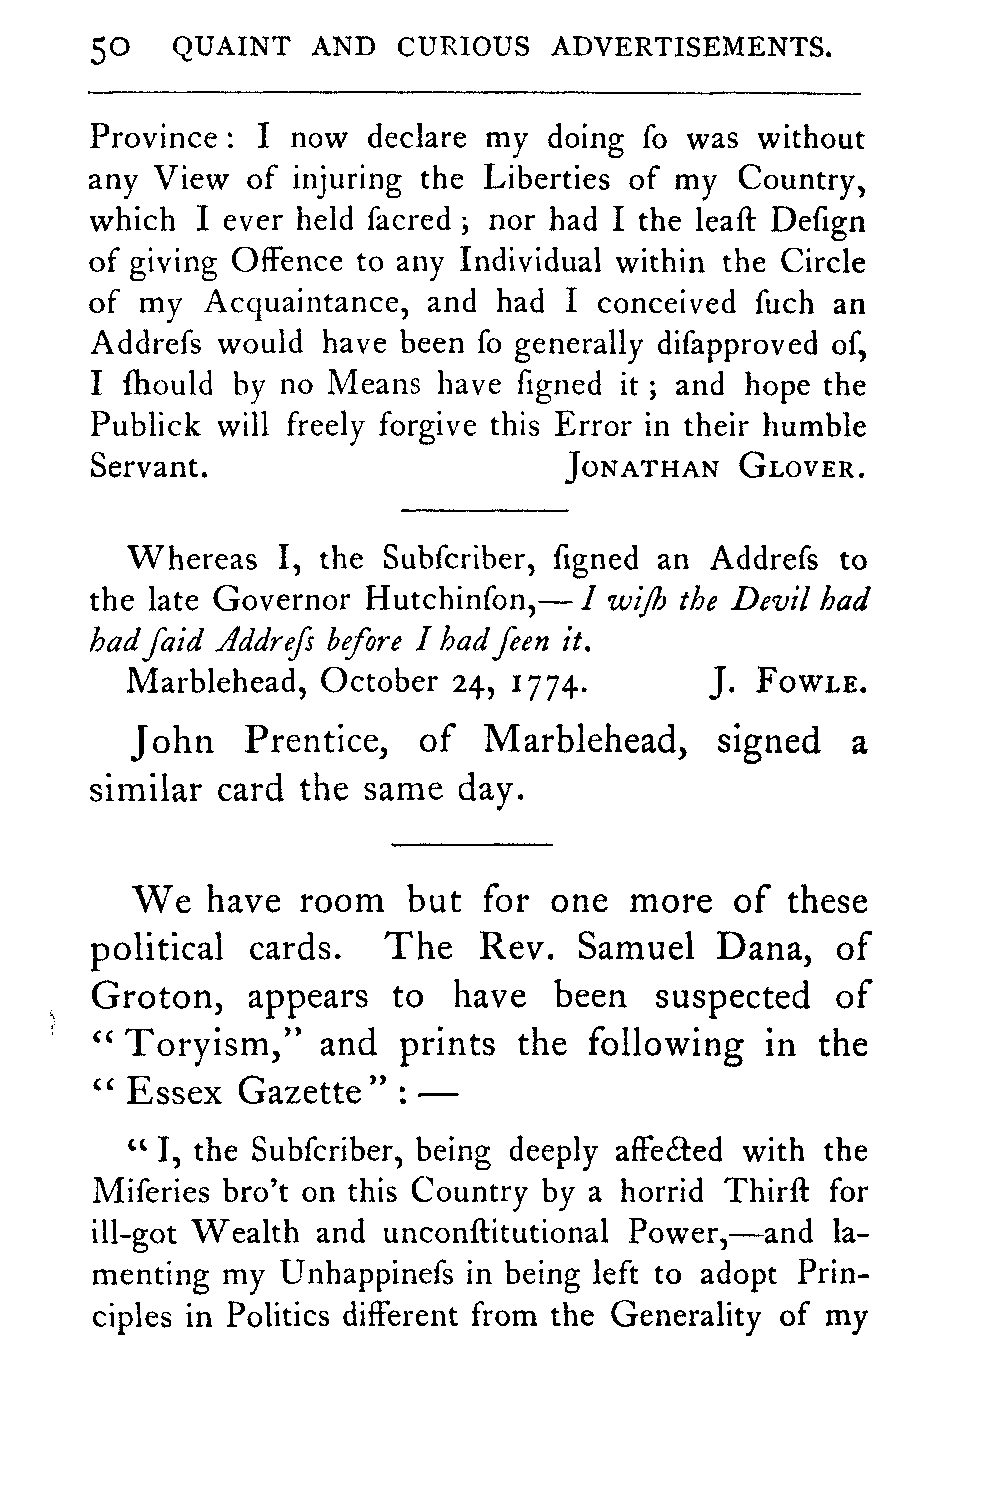 50 QUAINT AND CURIOUS ADVERTISEMENTS.
Province : I now declare my doing ſo was without
any View of injuring the Liberties of my Country,
which I ever held ſacred ; nor had I the leaſt Deſign
of giving Offence to any Individual within the Circle
of my Acquaintance, and had I conceived ſuch an
Addreſs would have been ſo generally diſapproved oſ,
I ſhould by no Means have ſigned it ; and hope the
Publick will freely forgive this Error in their humble
Servant. JONATHAN GLOVER.
Whereas I, the Subſcriber, ſigned an Addreſs to
the late Governor Hutchinſon,— I wiſh the Devil had
had ſaid Addreſs before I had ſeen it.
Marblehead, October 24, 1774. J. FOWLE.
John Prentice, of Marblehead, signed a
similar card the same day.
We have room but for one more of these
political cards. The Rev. Samuel Dana, of
Groton, appears to have been suspected of
“ Toryism,” and prints the following in the
“ Essex Gazette ” : —
“ I, the Subſcriber, being deeply affected with the
Miſeries bro't on this Country by a horrid Thirſt for
ill-got Wealth and unconſtitutional Power,—and la-
menting my Unhappineſs in being left to adopt Prin-
ciples in Politics different from the Generality of my